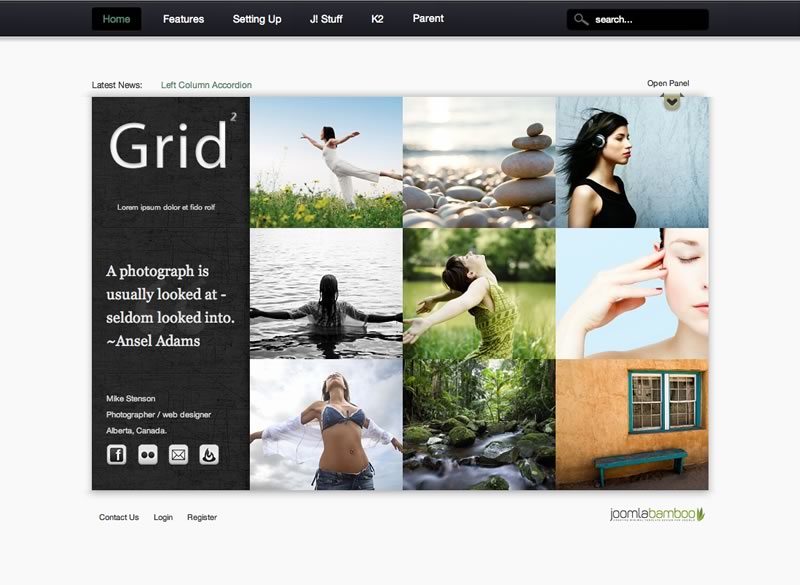 Home Features Setting Up J! Stuff K2 Parent search...
Latest News: Left Column Accordion Open Panel
Grid2
Lorem ipsum dolor et fido rolf
A photograph is
usually looked at -
seldom looked into.
~Ansel Adams
Mike Stenson
Photographer / web designer
Alberta, Canada.
f
Contact Us Login Register
joomlabamboo